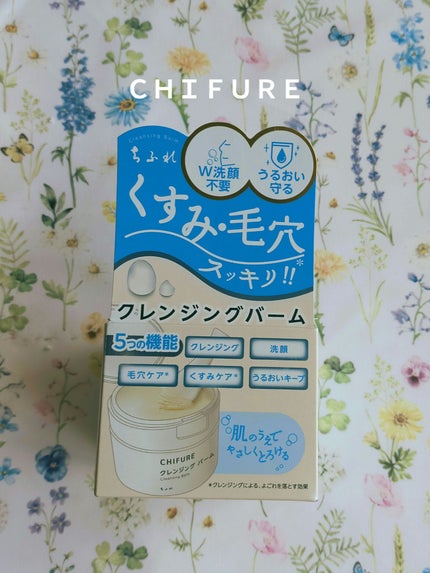 CHIFURE
Cleansing Balm
ちふれ
W洗顔
不要
うるおい
守る
くすみ・毛穴
スッキリ!!*
クレンジングバーム
5つの機能
クレンジング
洗顔
毛穴ケア*
くすみケア*
うるおいキープ
肌のうえで
やさしくとろける
CHIFURE
クレンジング バーム
Cleansing Balm
ちふれ
*クレンジングによる、よごれを落とす効果